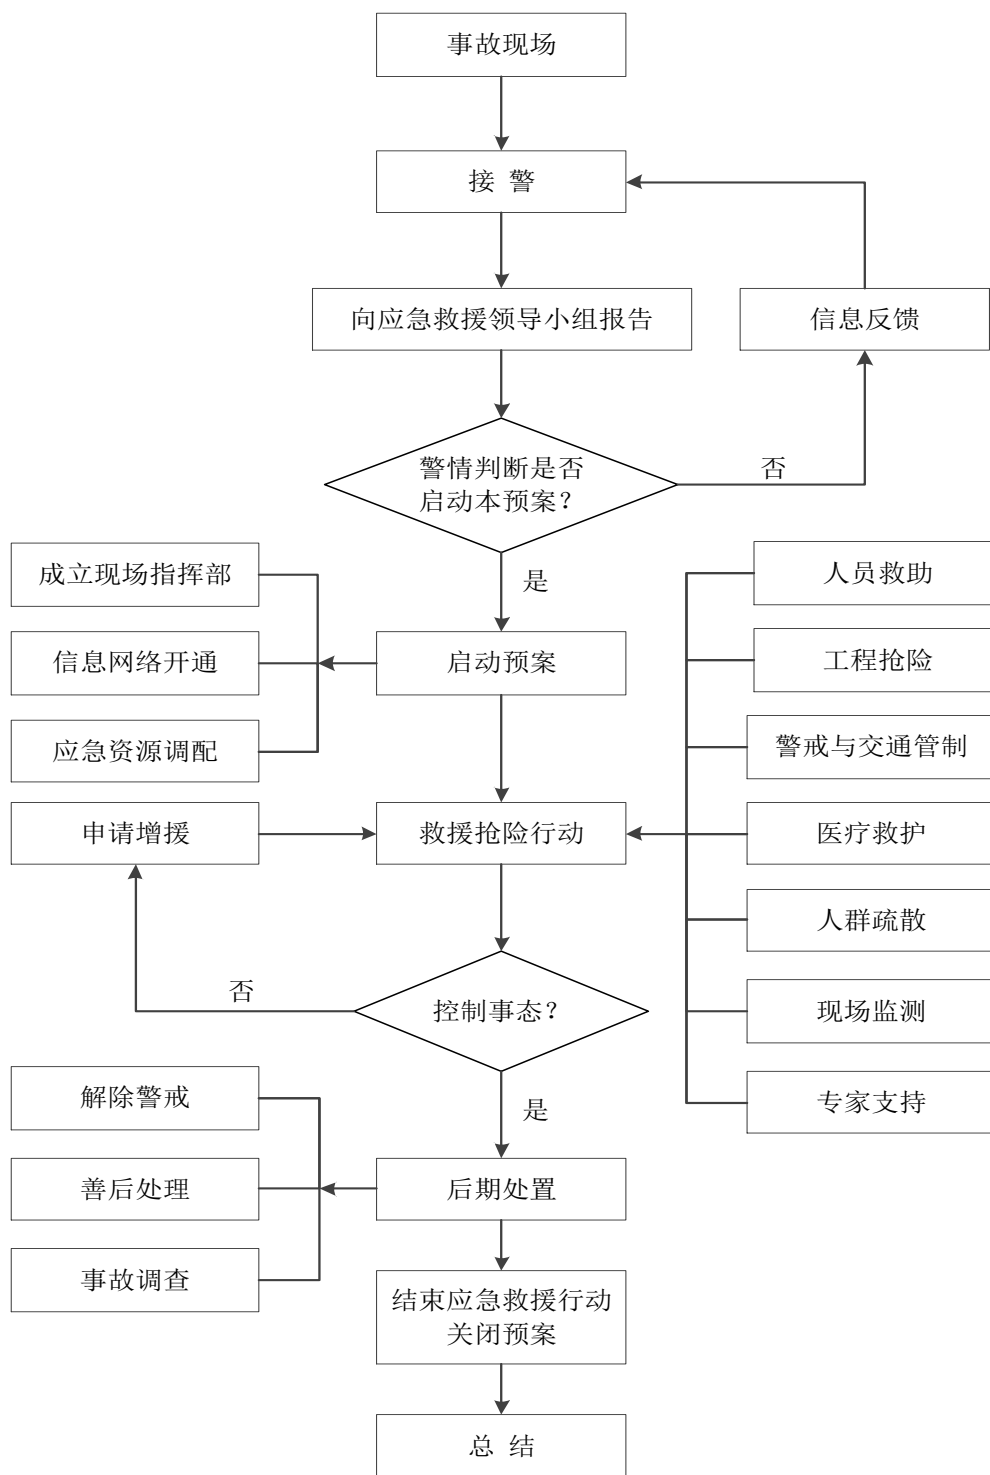 事故现场
接 警
向应急救援领导小组报告
信息反馈
警情判断是否
启动本预案？
否
是
成立现场指挥部
信息网络开通
应急资源调配
启动预案
人员救助
工程抢险
警戒与交通管制
医疗救护
人群疏散
现场监测
专家支持
申请增援
救援抢险行动
否
控制事态？
是
解除警戒
善后处理
事故调查
后期处置
结束应急救援行动
关闭预案
总 结